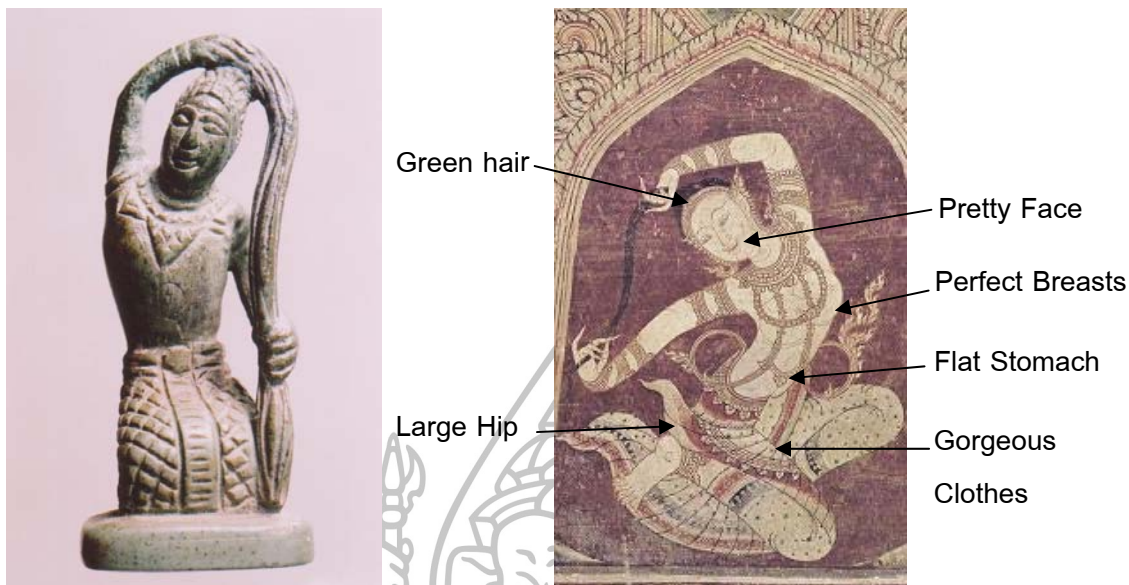 Green hair
Pretty Face
Perfect Breasts
Flat Stomach
Large Hip
Gorgeous
Clothes